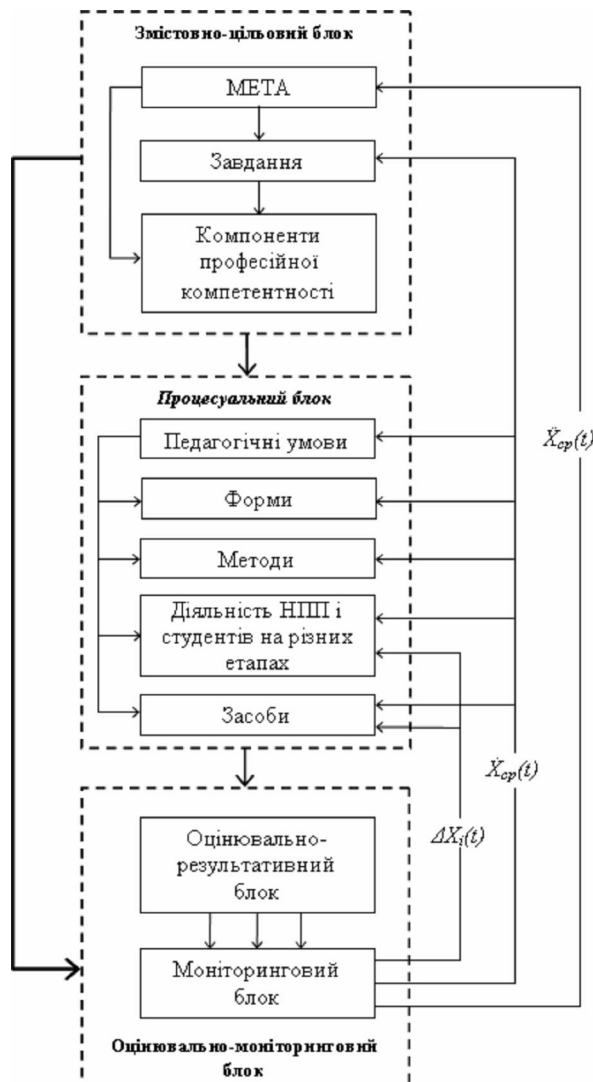 Змістовно-цільовий блок
МЕТА
Завдання
Компоненти
професійної
компетентності
Процесуальний блок
Педагогічні умови
Форми
Методи
Діяльність НПП і
студентів на різних
етапах
Засоби
Ẍср(t)
Ẋср(t)
ΔXi(t)
Оцінювально-
результативний
блок
Моніторинговий
блок
Оцінювально-моніторинговий
блок